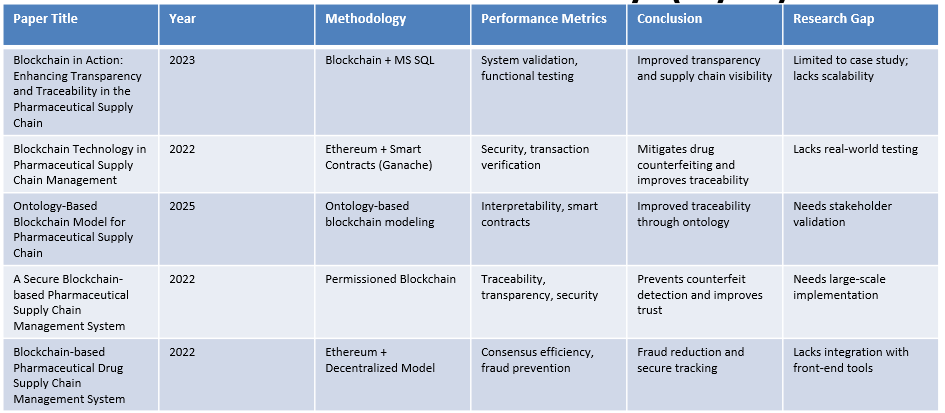 Paper Title
Year
Methodology
Performance Metrics
Conclusion
Research Gap
Blockchain in Action:
Enhancing Transparency
and Traceability in the
Pharmaceutical Supply
Chain
2023
Blockchain + MS SQL
System validation,
functional testing
Improved transparency
and supply chain visibility
Limited to case study;
lacks scalability
Blockchain Technology in
Pharmaceutical Supply
Chain Management
2022
Ethereum + Smart
Contracts (Ganache)
Security, transaction
verification
Mitigates drug
counterfeiting and
improves traceability
Lacks real-world testing
Ontology-Based
Blockchain Model for
Pharmaceutical Supply
Chain
2025
Ontology-based
blockchain modeling
Interpretability, smart
contracts
Improved traceability
through ontology
Needs stakeholder
validation
A Secure Blockchain-
based Pharmaceutical
Supply Chain
Management System
2022
Permissioned Blockchain
Traceability,
transparency, security
Prevents counterfeit
detection and improves
trust
Needs large-scale
implementation
Blockchain-based
Pharmaceutical Drug
Supply Chain
Management System
2022
Ethereum +
Decentralized Model
Consensus efficiency,
fraud prevention
Fraud reduction and
secure tracking
Lacks integration with
front-end tools